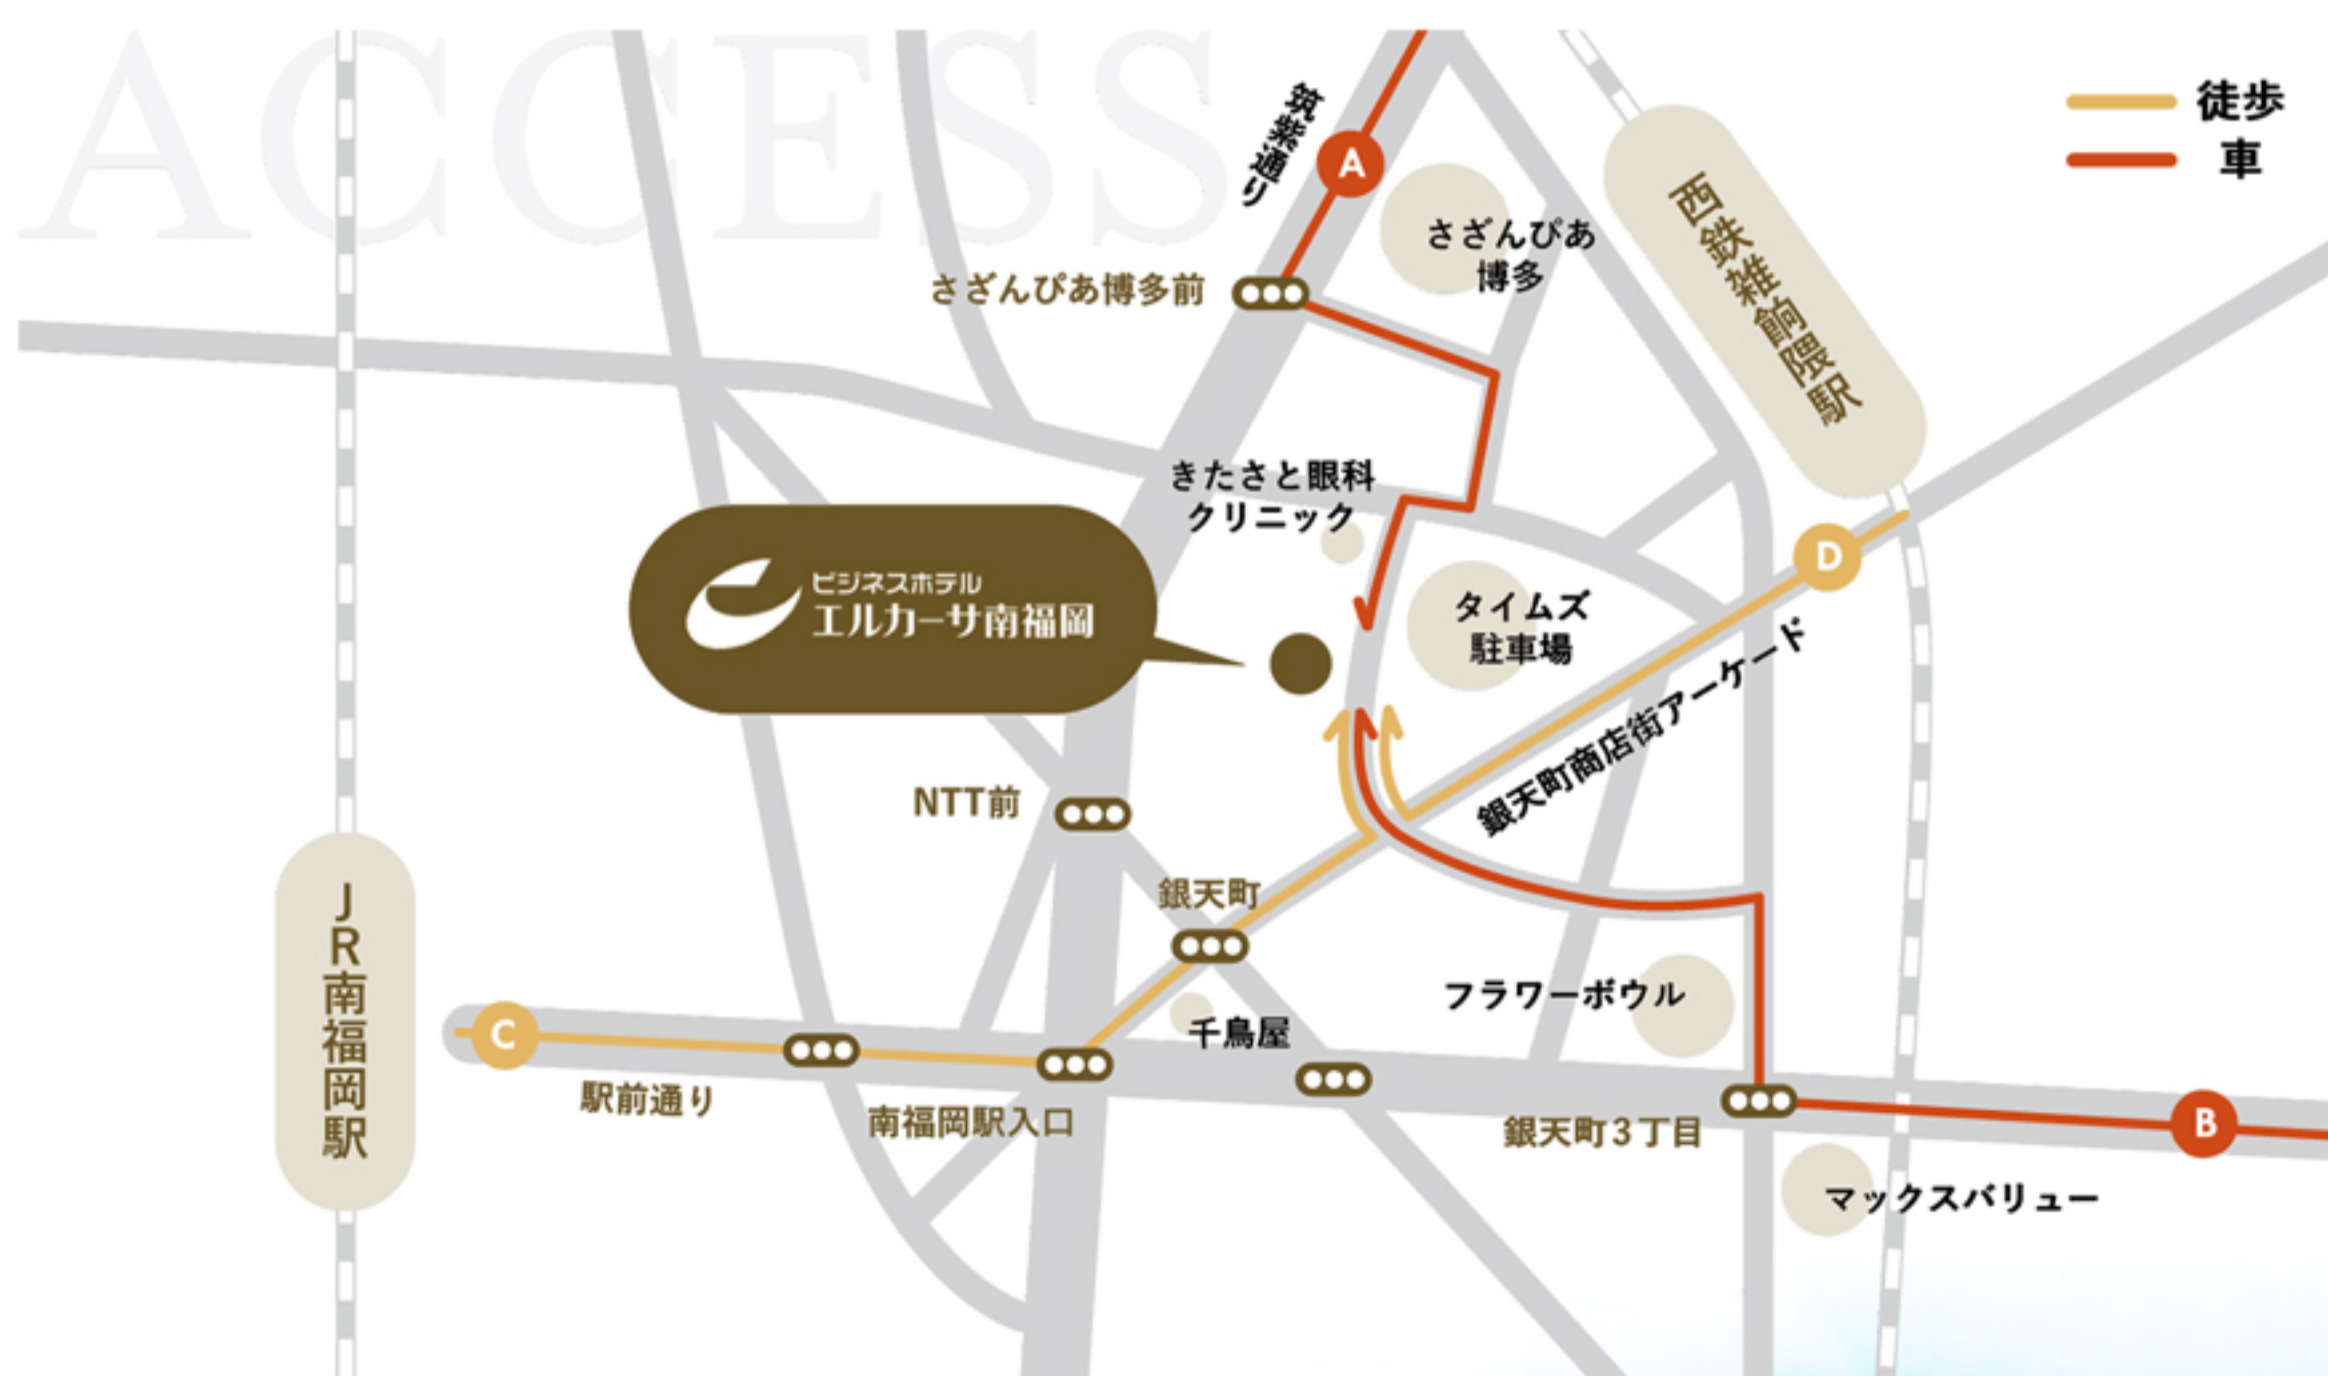 ACCESS
徒歩
車
筑紫通り
A
さざんぴあ
博多
さざんぴあ博多前
西鉄雑餉隈駅
きたさと眼科
クリニック
D
ビジネスホテル
エルカーサ南福岡
タイムズ
駐車場
銀天町商店街アーケード
NTT前
銀天町
JR南福岡駅
フラワーボウル
C
千鳥屋
駅前通り
南福岡駅入口
銀天町3丁目
B
マックスバリュー